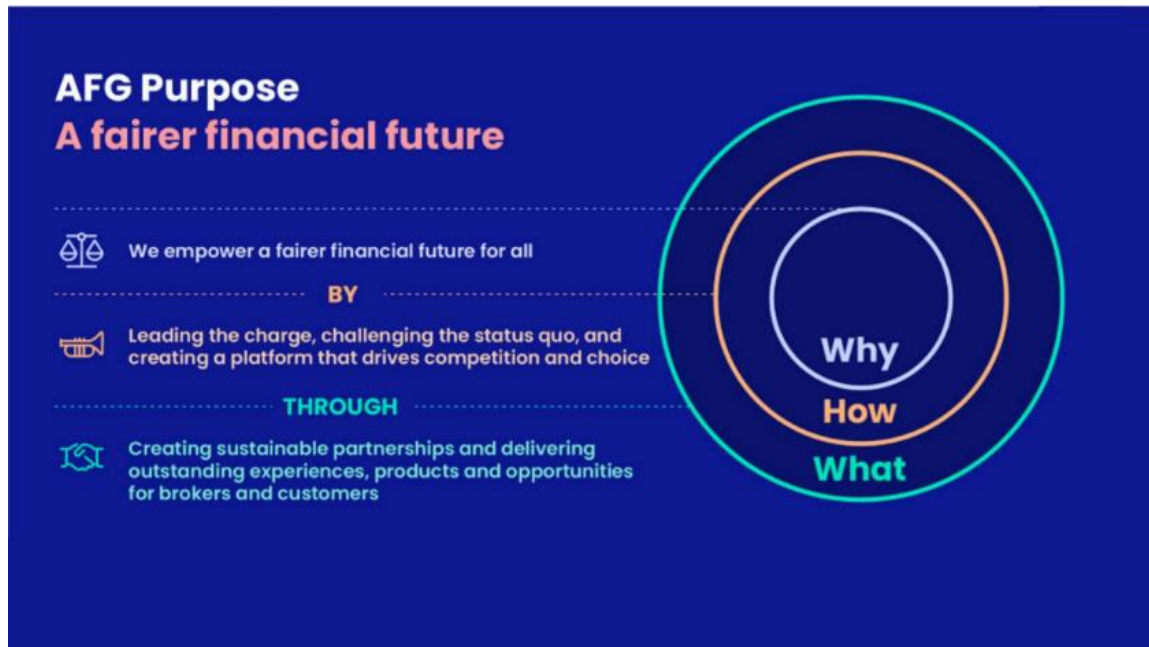 AFG Purpose
A fairer financial future
We empower a fairer financial future for all
BY
Leading the charge, challenging the status quo, and
creating a platform that drives competition and choice
THROUGH
Creating sustainable partnerships and delivering
outstanding experiences, products and opportunities
for brokers and customers
Why
How
What